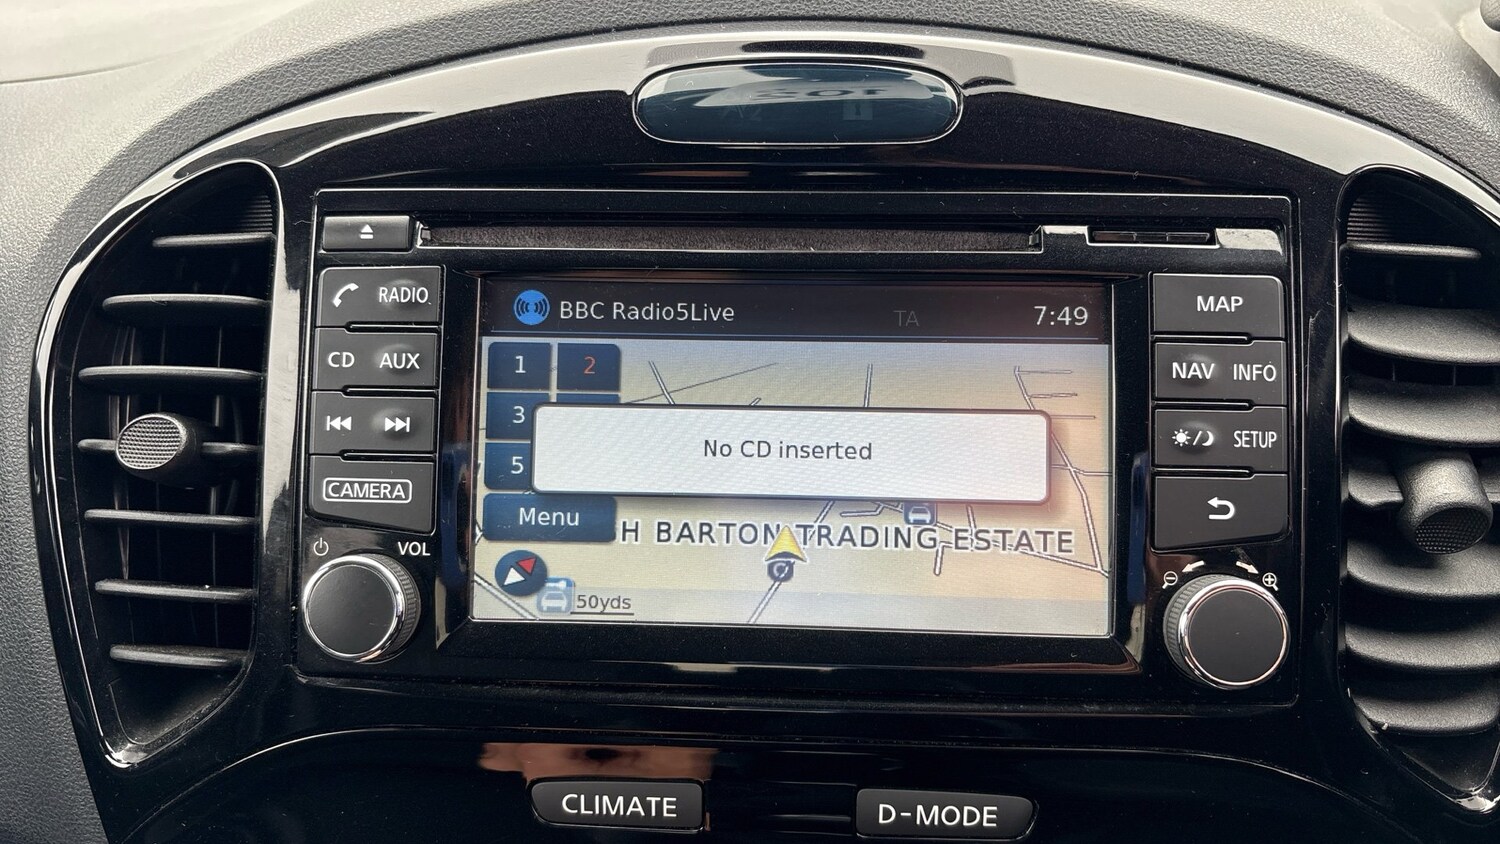 RADIO
CD AUX
CAMERA
VOL
BBC Radio5Live TA 7:49
1 2
3
5
No CD inserted
Menu
H BARTON TRADING ESTATE
50yds
MAP
NAV INFO
SETUP
CLIMATE
D-MODE